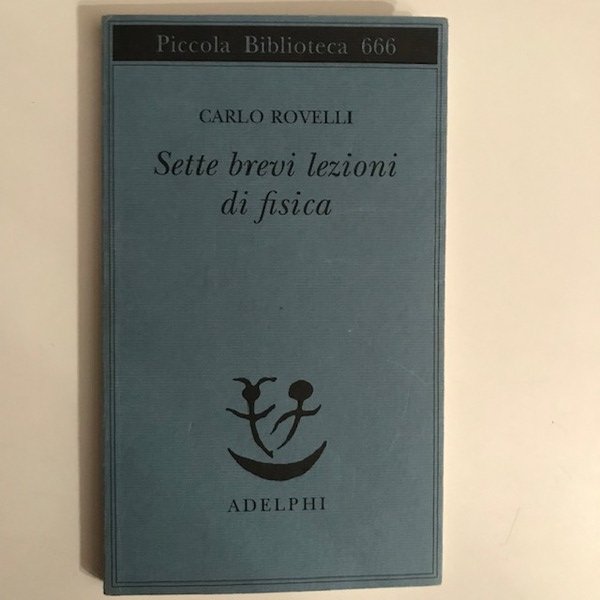 Piccola Biblioteca 666
CARLO ROVELLI
Sette brevi lezioni
di fisica
ADELPHI